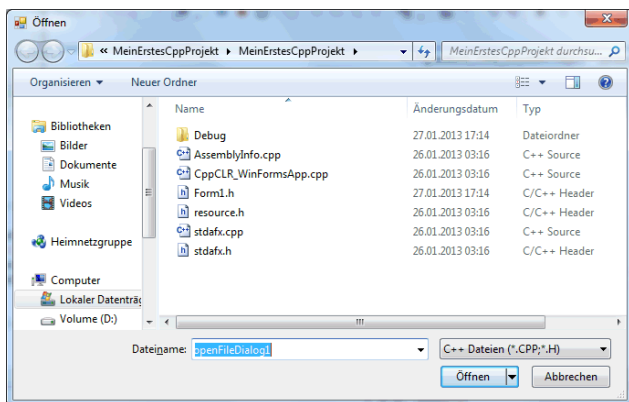 Öffnen
« MeinErstesCppProjekt MeinErstesCppProjekt
MeinErstesCppProjekt durchsu...
Organisieren Neuer Ordner
Name Änderungsdatum Typ
Bibliotheken
Bilder
Dokumente
Musik
Videos
Heimnetzgruppe
Computer
Lokaler Datenträg
Volume (D:)
Debug 27.01.2013 17:14 Dateiordner
AssemblyInfo.cpp 26.01.2013 03:16 C++ Source
CppCLR_WinFormsApp.cpp 26.01.2013 03:16 C++ Source
Form1.h 27.01.2013 17:14 C/C++ Header
resource.h 26.01.2013 03:16 C/C++ Header
stdafx.cpp 26.01.2013 03:16 C++ Source
stdafx.h 26.01.2013 03:16 C/C++ Header
Dateiname: openFileDialog1 C++ Dateien (*.CPP;*.H)
Öffnen Abbrechen